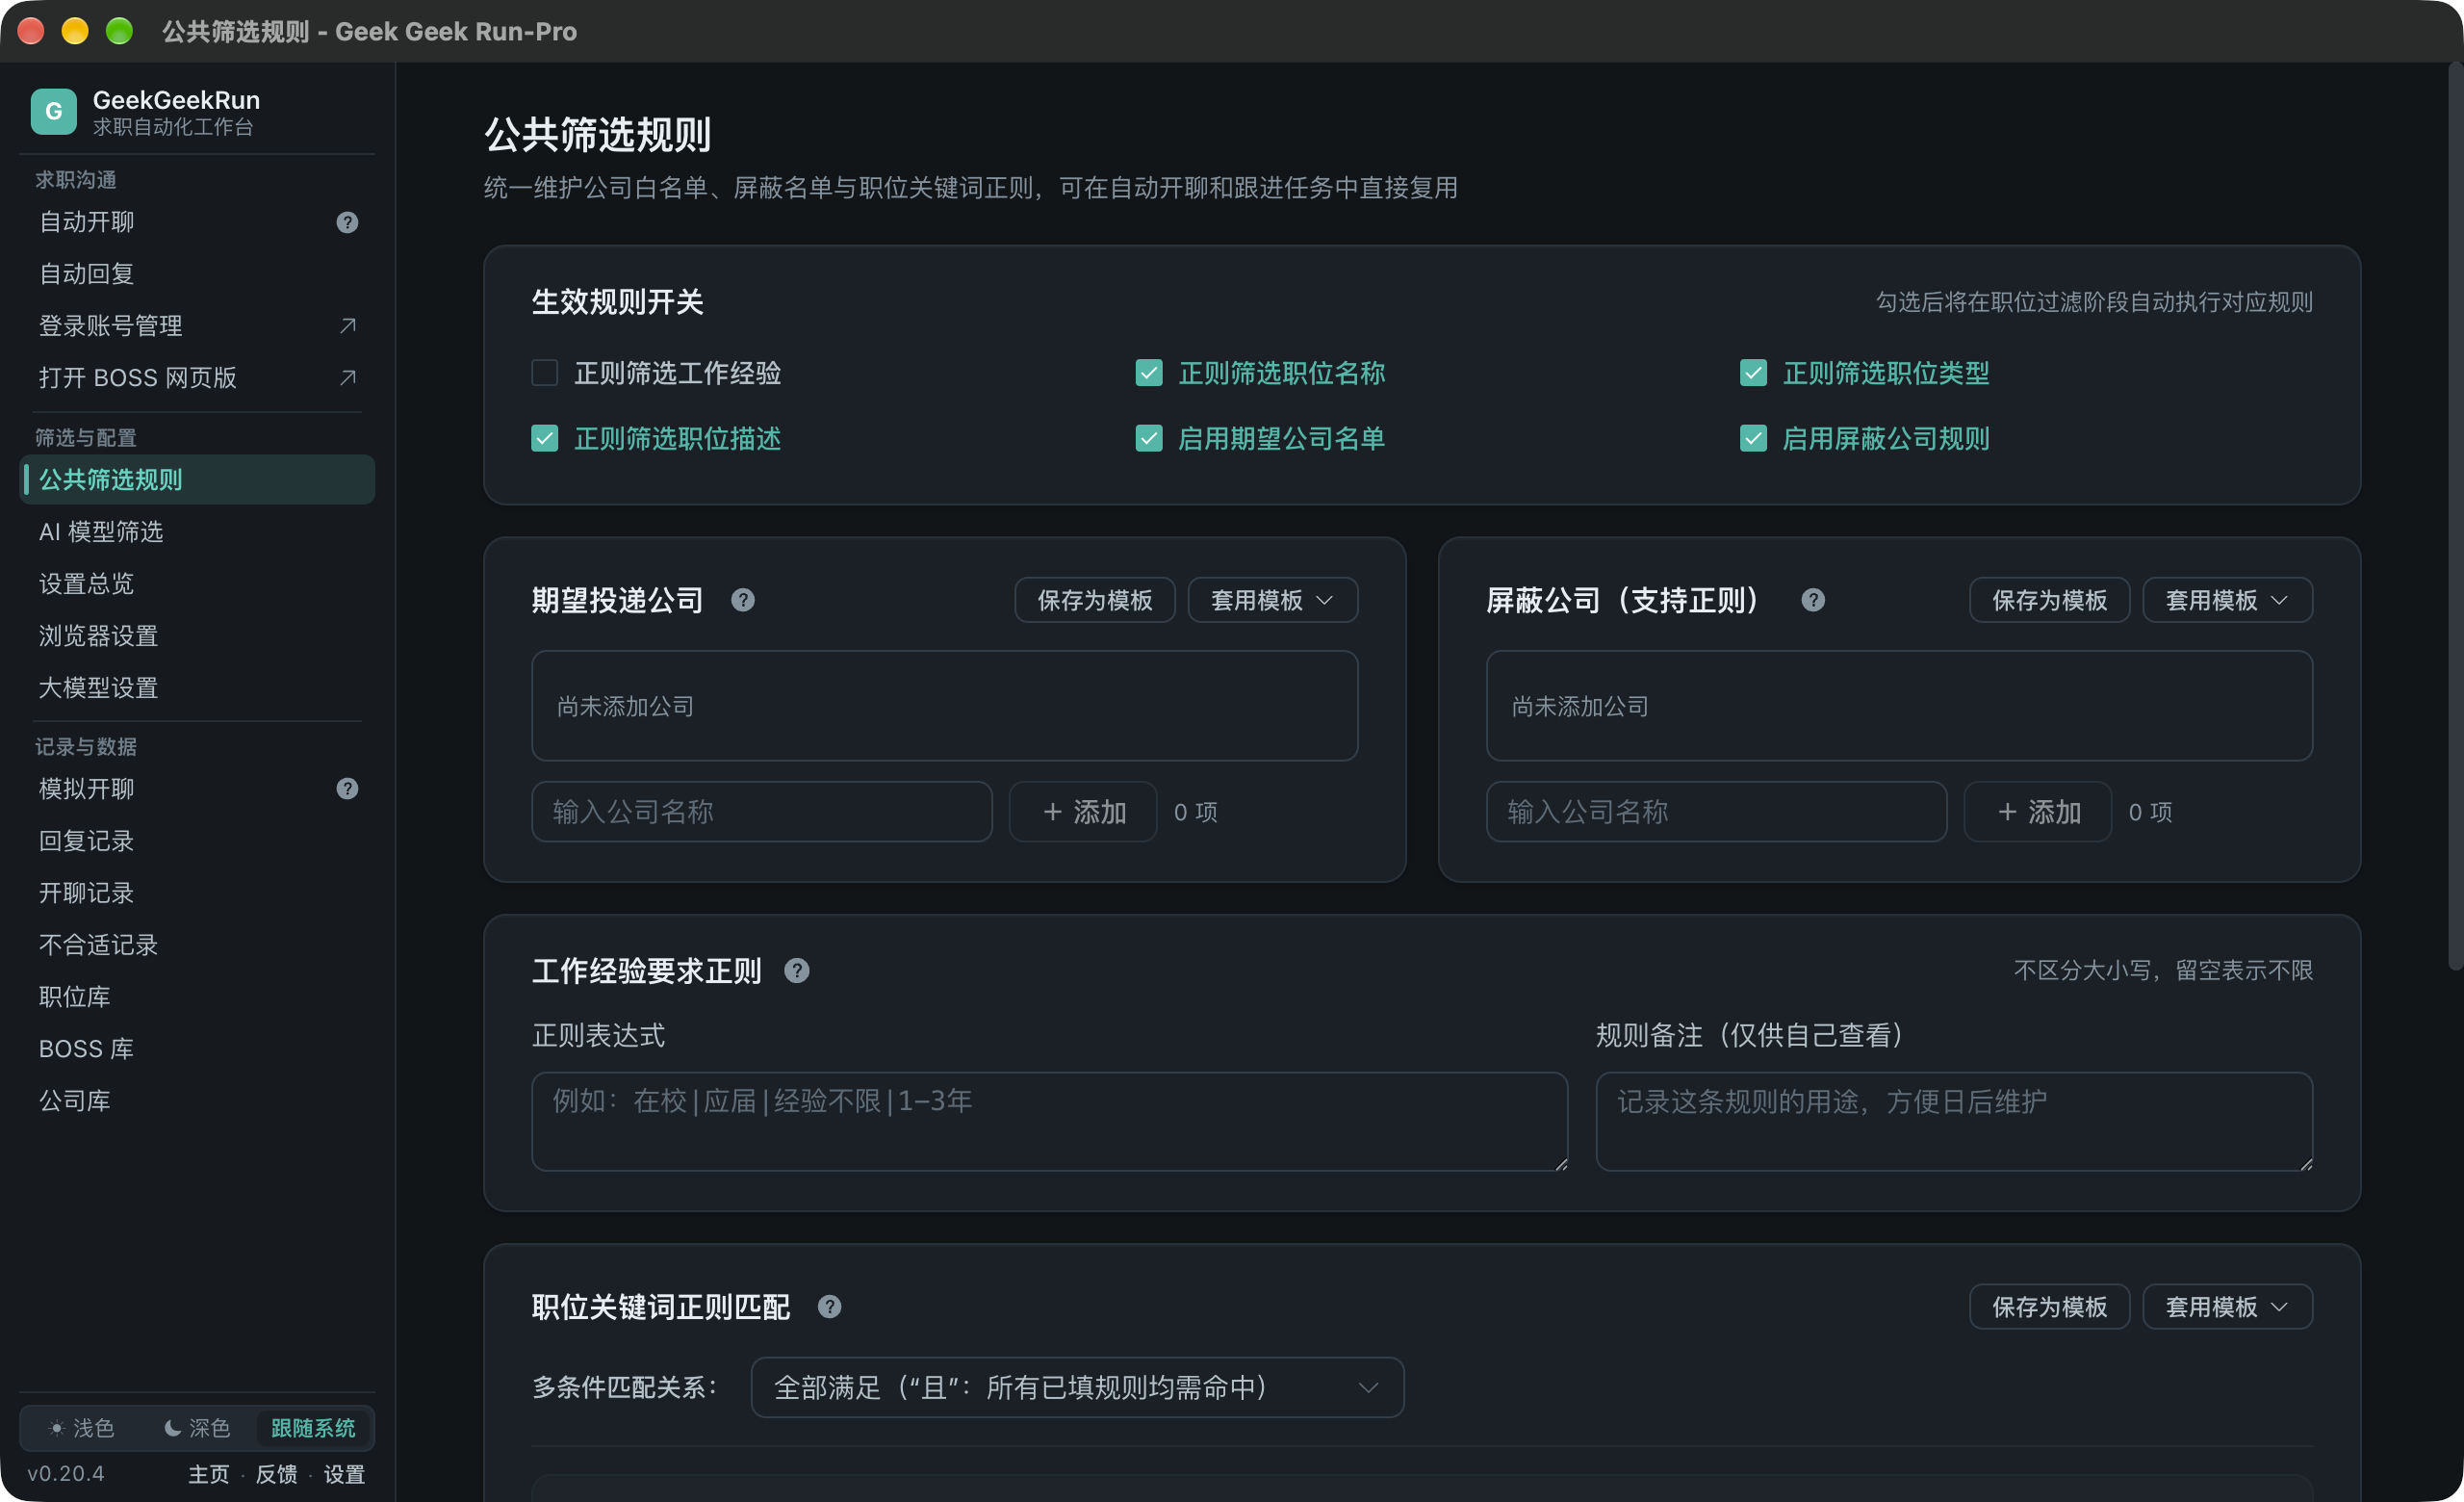 公共筛选规则 - Geek Geek Run-Pro
G
GeekGeekRun
求职自动化工作台
求职沟通
自动开聊
自动回复
登录账号管理
打开 BOSS 网页版
筛选与配置
公共筛选规则
AI 模型筛选
设置总览
浏览器设置
大模型设置
记录与数据
模拟开聊
回复记录
开聊记录
不合适记录
职位库
BOSS 库
公司库
浅色 深色 跟随系统
v0.20.4 主页 · 反馈 · 设置
公共筛选规则
统一维护公司白名单、屏蔽名单与职位关键词正则，可在自动开聊和跟进任务中直接复用
生效规则开关 勾选后将在职位过滤阶段自动执行对应规则
正则筛选工作经验 正则筛选职位名称 正则筛选职位类型
正则筛选职位描述 启用期望公司名单 启用屏蔽公司规则
期望投递公司 ? 保存为模板 套用模板
尚未添加公司
输入公司名称 + 添加 0 项
屏蔽公司（支持正则） ? 保存为模板 套用模板
尚未添加公司
输入公司名称 + 添加 0 项
工作经验要求正则 ? 不区分大小写，留空表示不限
正则表达式 规则备注（仅供自己查看）
例如：在校|应届|经验不限|1-3年 记录这条规则的用途，方便日后维护
职位关键词正则匹配 ? 保存为模板 套用模板
多条件匹配关系： 全部满足（“且”：所有已填规则均需命中）